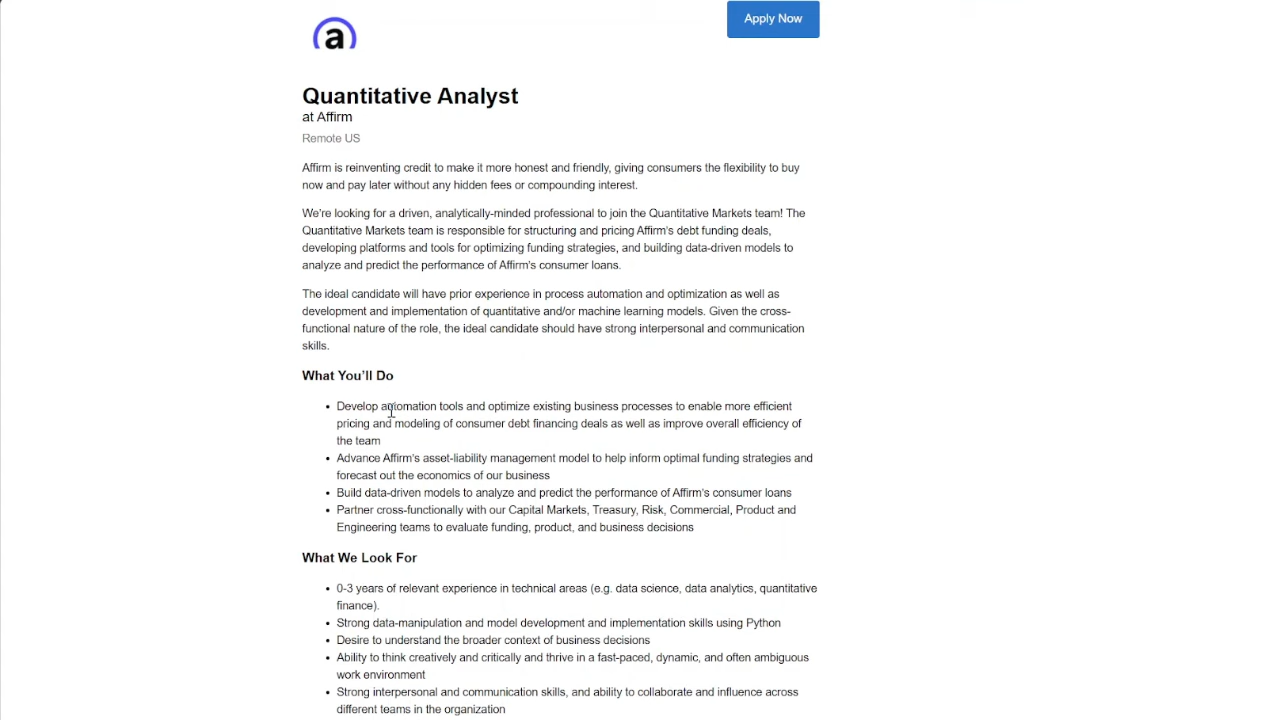 Apply Now
a
Quantitative Analyst
at Affirm
Remote US
Affirm is reinventing credit to make it more honest and friendly, giving consumers the flexibility to buy
now and pay later without any hidden fees or compounding interest.
We're looking for a driven, analytically-minded professional to join the Quantitative Markets team! The
Quantitative Markets team is responsible for structuring and pricing Affirm's debt funding deals,
developing platforms and tools for optimizing funding strategies, and building data-driven models to
analyze and predict the performance of Affirm's consumer loans.
The ideal candidate will have prior experience in process automation and optimization as well as
development and implementation of quantitative and/or machine learning models. Given the cross-
functional nature of the role, the ideal candidate should have strong interpersonal and communication
skills.
What You'll Do
• Develop automation tools and optimize existing business processes to enable more efficient
pricing and modeling of consumer debt financing deals as well as improve overall efficiency of
the team
• Advance Affirm's asset-liability management model to help inform optimal funding strategies and
forecast out the economics of our business
• Build data-driven models to analyze and predict the performance of Affirm's consumer loans
• Partner cross-functionally with our Capital Markets, Treasury, Risk, Commercial, Product and
Engineering teams to evaluate funding, product, and business decisions
What We Look For
• 0-3 years of relevant experience in technical areas (e.g. data science, data analytics, quantitative
finance).
• Strong data-manipulation and model development and implementation skills using Python
• Desire to understand the broader context of business decisions
• Ability to think creatively and critically and thrive in a fast-paced, dynamic, and often ambiguous
work environment
• Strong interpersonal and communication skills, and ability to collaborate and influence across
different teams in the organization